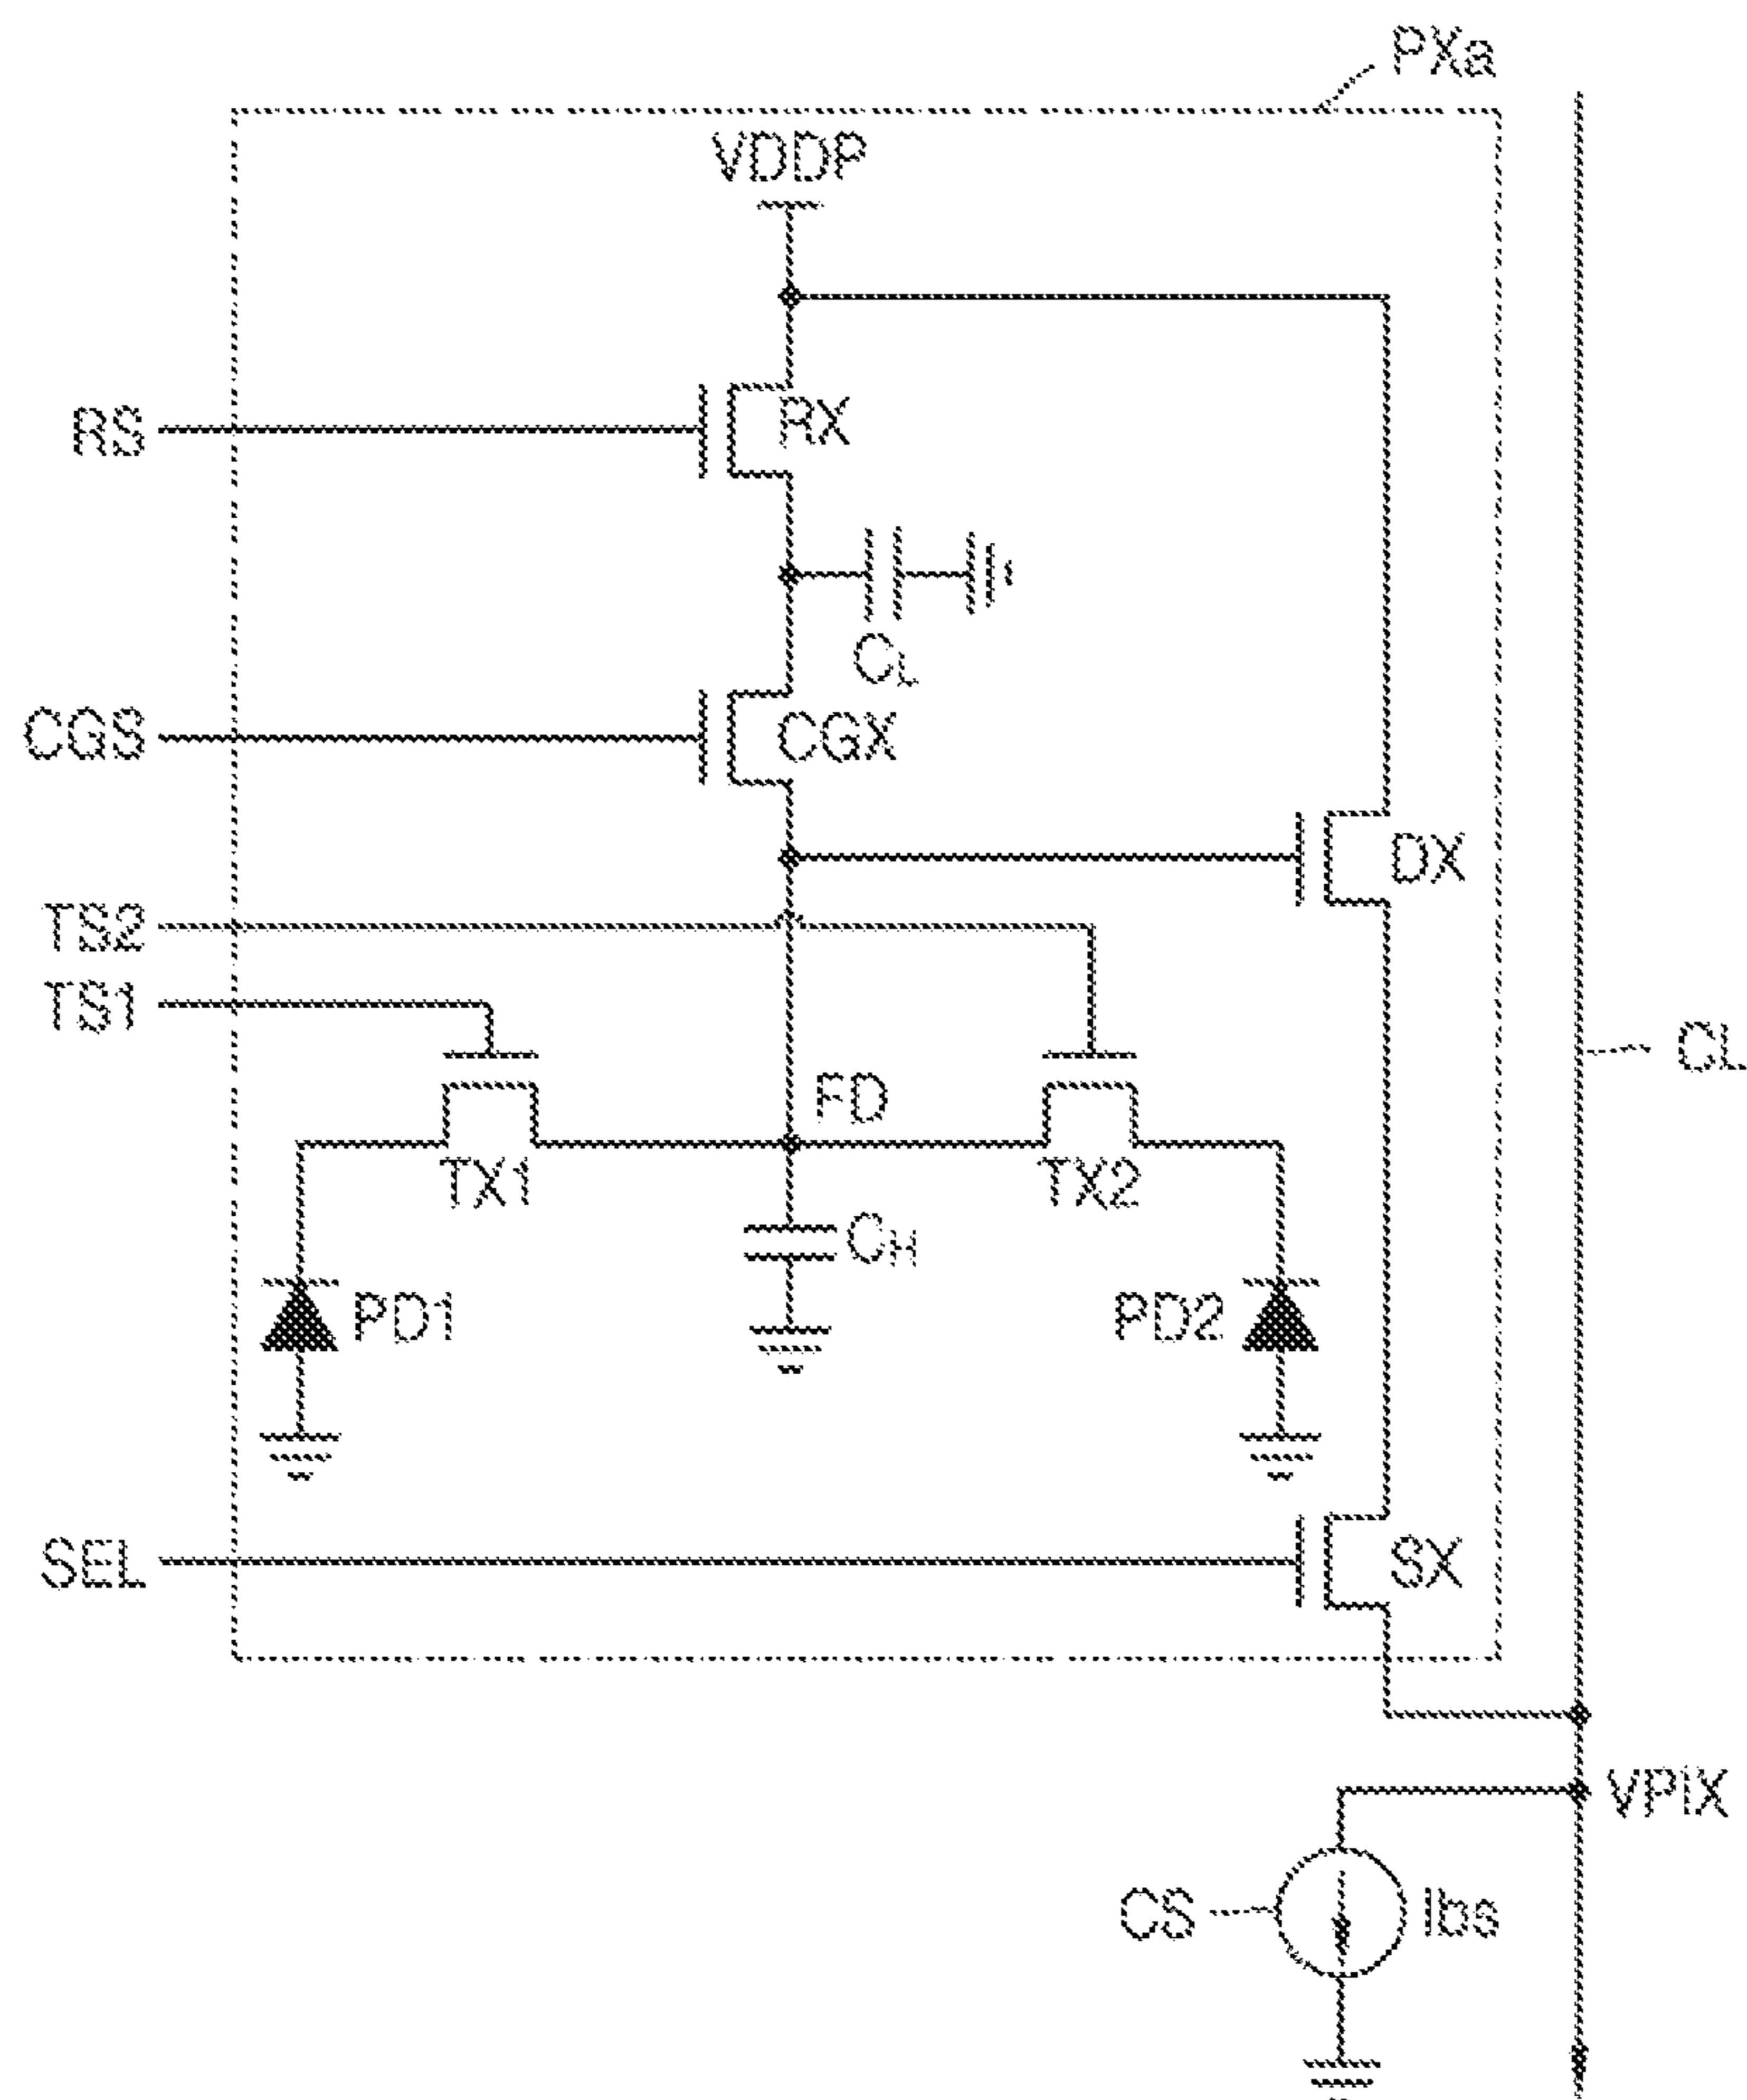 PXa
VDDP
RS
RX
CL
CGS
CGX
DX
TS2
TS1
CL
FD
TX1
TX2
CH
PD1
PD2
SEL
SX
VPIX
CS
Ibs